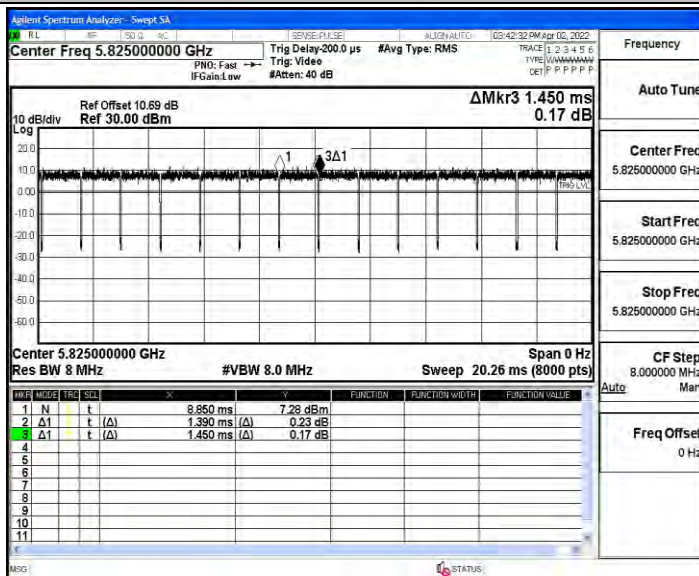 Agilent Spectrum Analyzer - Swept SA
RL RF 50 Ω AC SENSE:PULSE ALIGN AUTO 03:42:32 PM Apr 02, 2022
Center Freq 5.825000000 GHz
PNO: Fast
IFGain:Low
Trig Delay-200.0 µs
Trig: Video
#Atten: 40 dB
#Avg Type: RMS
TRACE 1 2 3 4 5 6
TYPE WWWWWW
DET P P P P P P
Ref Offset 10.69 dB
Ref 30.00 dBm
10 dB/div
Log
ΔMkr3 1.450 ms
0.17 dB
20.0
10.0
0.00
-10.0
-20.0
-30.0
-40.0
-50.0
-60.0
1
3Δ1
TRIG LVL
Center 5.825000000 GHz
Span 0 Hz
Res BW 8 MHz
#VBW 8.0 MHz
Sweep 20.26 ms (8000 pts)
MKR MODE TRC SCL X Y FUNCTION FUNCTION WIDTH FUNCTION VALUE
1 N t 8.850 ms 7.28 dBm
2 Δ1 t (Δ) 1.390 ms (Δ) 0.23 dB
3 Δ1 t (Δ) 1.450 ms (Δ) 0.17 dB
4
5
6
7
8
9
10
11
MSG
STATUS
Frequency
Auto Tune
Center Freq
5.825000000 GHz
Start Freq
5.825000000 GHz
Stop Freq
5.825000000 GHz
CF Step
8.000000 MHz
Auto Man
Freq Offset
0 Hz